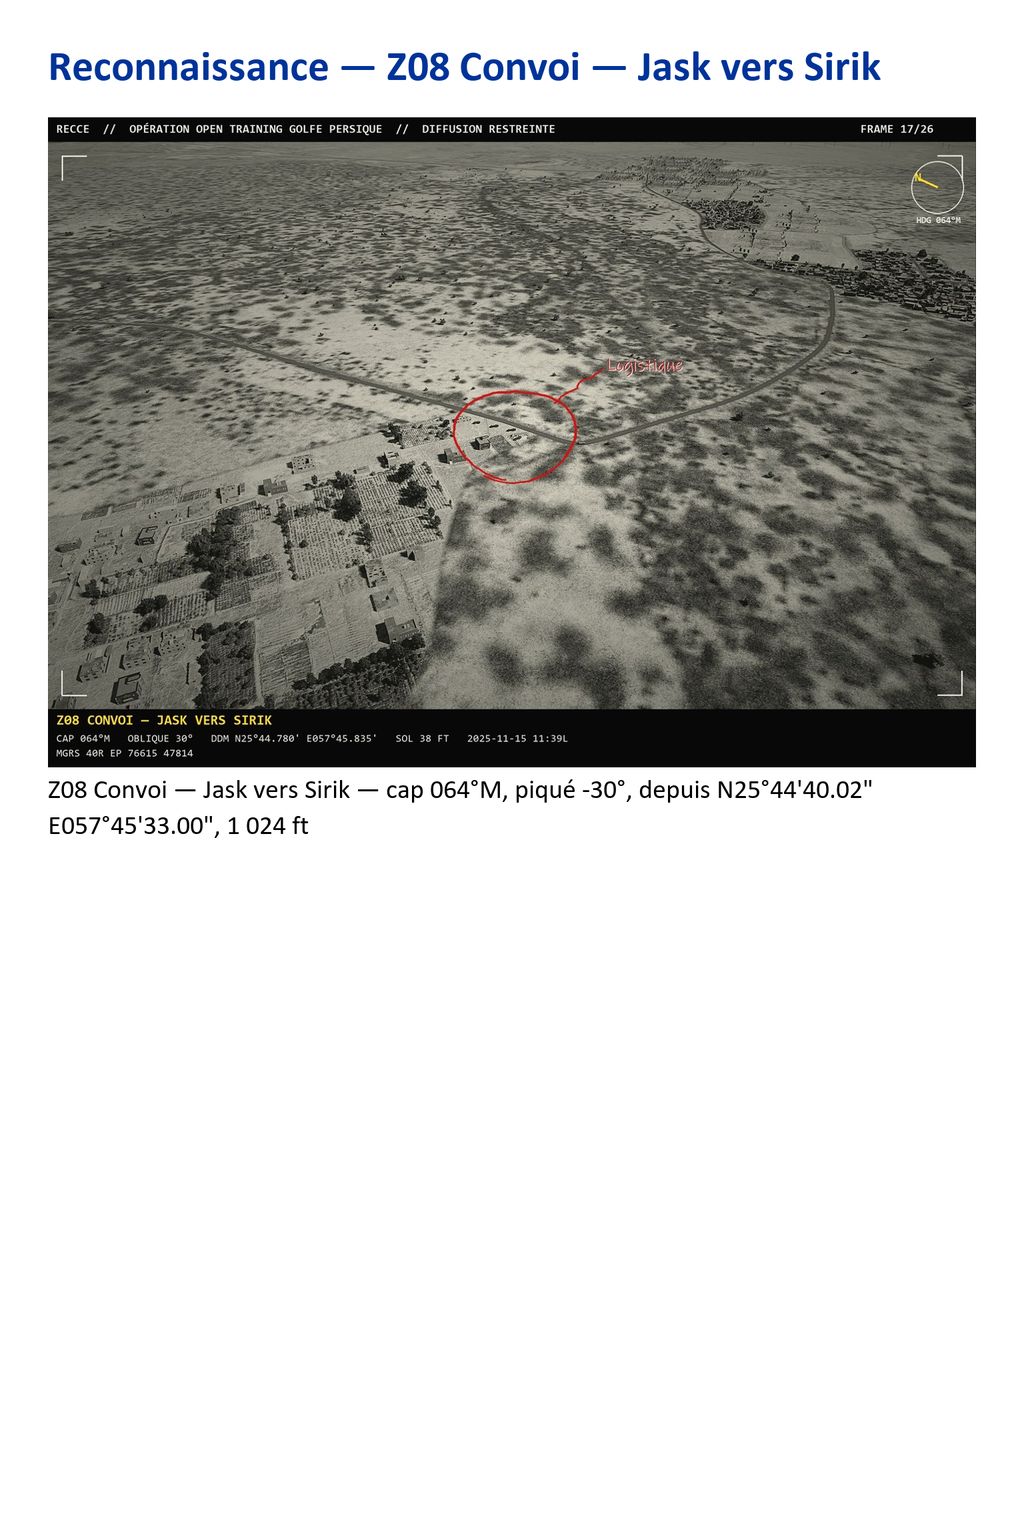 Reconnaissance — Z08 Convoi — Jask vers Sirik
RECCE // OPÉRATION OPEN TRAINING GOLFE PERSIQUE // DIFFUSION RESTREINTE FRAME 17/26
N
HDG 064°M
Logistique
Z08 CONVOI — JASK VERS SIRIK
CAP 064°M OBLIQUE 30° DDM N25°44.780' E057°45.835' SOL 38 FT 2025-11-15 11:39L
MGRS 40R EP 76615 47814
Z08 Convoi — Jask vers Sirik — cap 064°M, piqué -30°, depuis N25°44'40.02"
E057°45'33.00", 1 024 ft